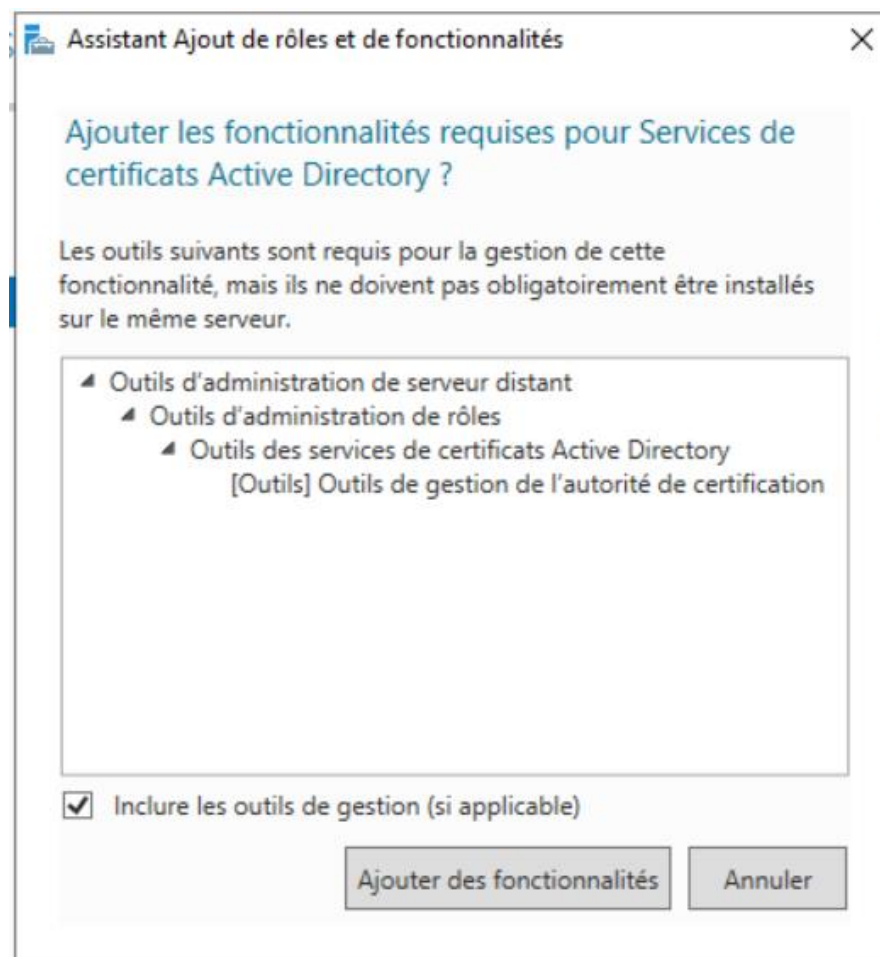 Assistant Ajout de rôles et de fonctionnalités
Ajouter les fonctionnalités requises pour Services de
certificats Active Directory ?
Les outils suivants sont requis pour la gestion de cette
fonctionnalité, mais ils ne doivent pas obligatoirement être installés
sur le même serveur.
Outils d'administration de serveur distant
Outils d'administration de rôles
Outils des services de certificats Active Directory
[Outils] Outils de gestion de l'autorité de certification
Inclure les outils de gestion (si applicable)
Ajouter des fonctionnalités
Annuler